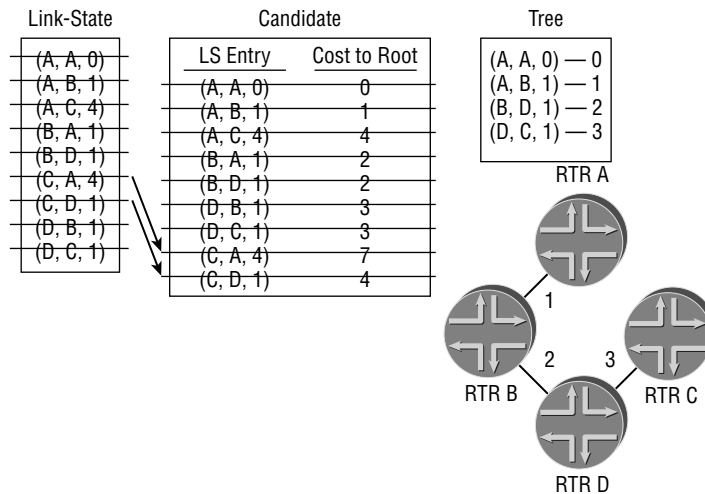 Link-State
Candidate
Tree
(A, A, 0)
(A, B, 1)
(A, C, 4)
(B, A, 1)
(B, D, 1)
(C, A, 4)
(C, D, 1)
(D, B, 1)
(D, C, 1)
LS Entry Cost to Root
(A, A, 0) 0
(A, B, 1) 1
(A, C, 4) 4
(B, A, 1) 2
(B, D, 1) 2
(D, B, 1) 3
(D, C, 1) 3
(C, A, 4) 7
(C, D, 1) 4
(A, A, 0) — 0
(A, B, 1) — 1
(B, D, 1) — 2
(D, C, 1) — 3
RTR A
1
2
3
RTR B
RTR C
RTR D